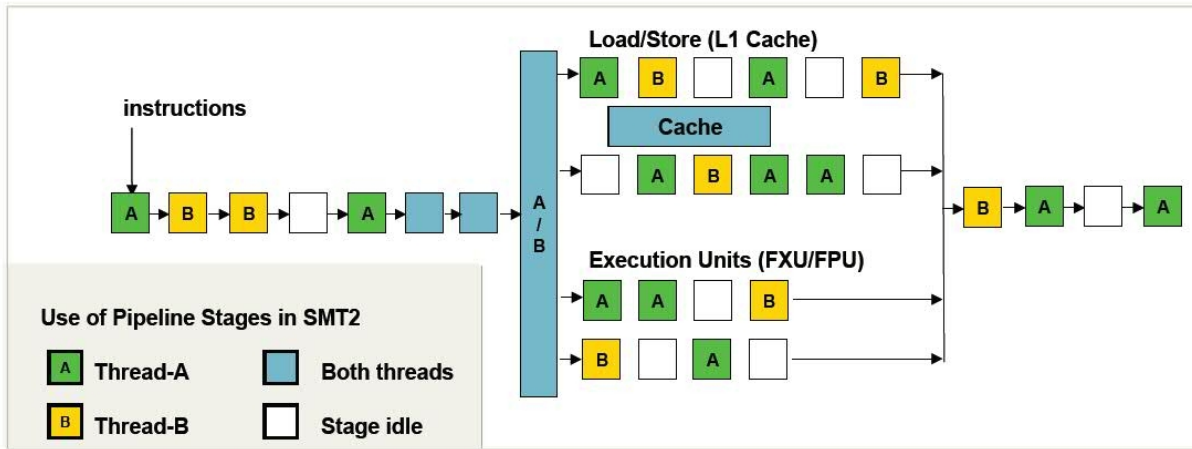 Load/Store (L1 Cache)
A B A B
instructions
Cache
A B A A
A B B A
A
/
B
B A A
Execution Units (FXU/FPU)
A A B
B A
Use of Pipeline Stages in SMT2
A Thread-A Both threads
B Thread-B Stage idle